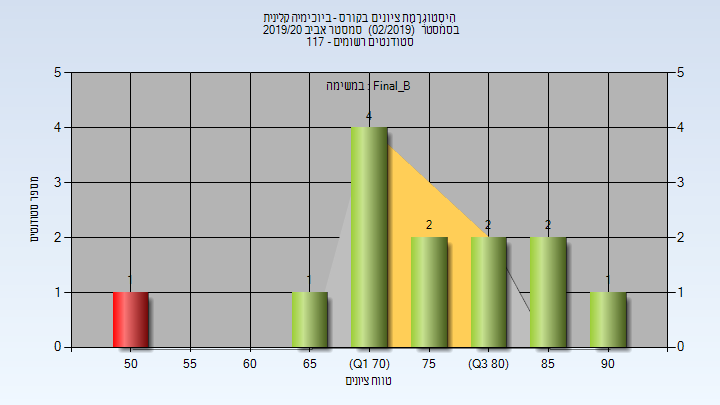 היסטוגרמת ציונים בקורס - ביוכימיה קלינית
בסמסטר (02/2019) סמסטר אביב 2019/20
סטודנטים רשומים - 117
במשימה : Final_B
מספר סטודנטים
5 5
4 4
3 3
2 2
1 1
0 0
1 1 4 2 2 2 1
50 55 60 65 (Q1 70) 75 (Q3 80) 85 90
טווח ציונים